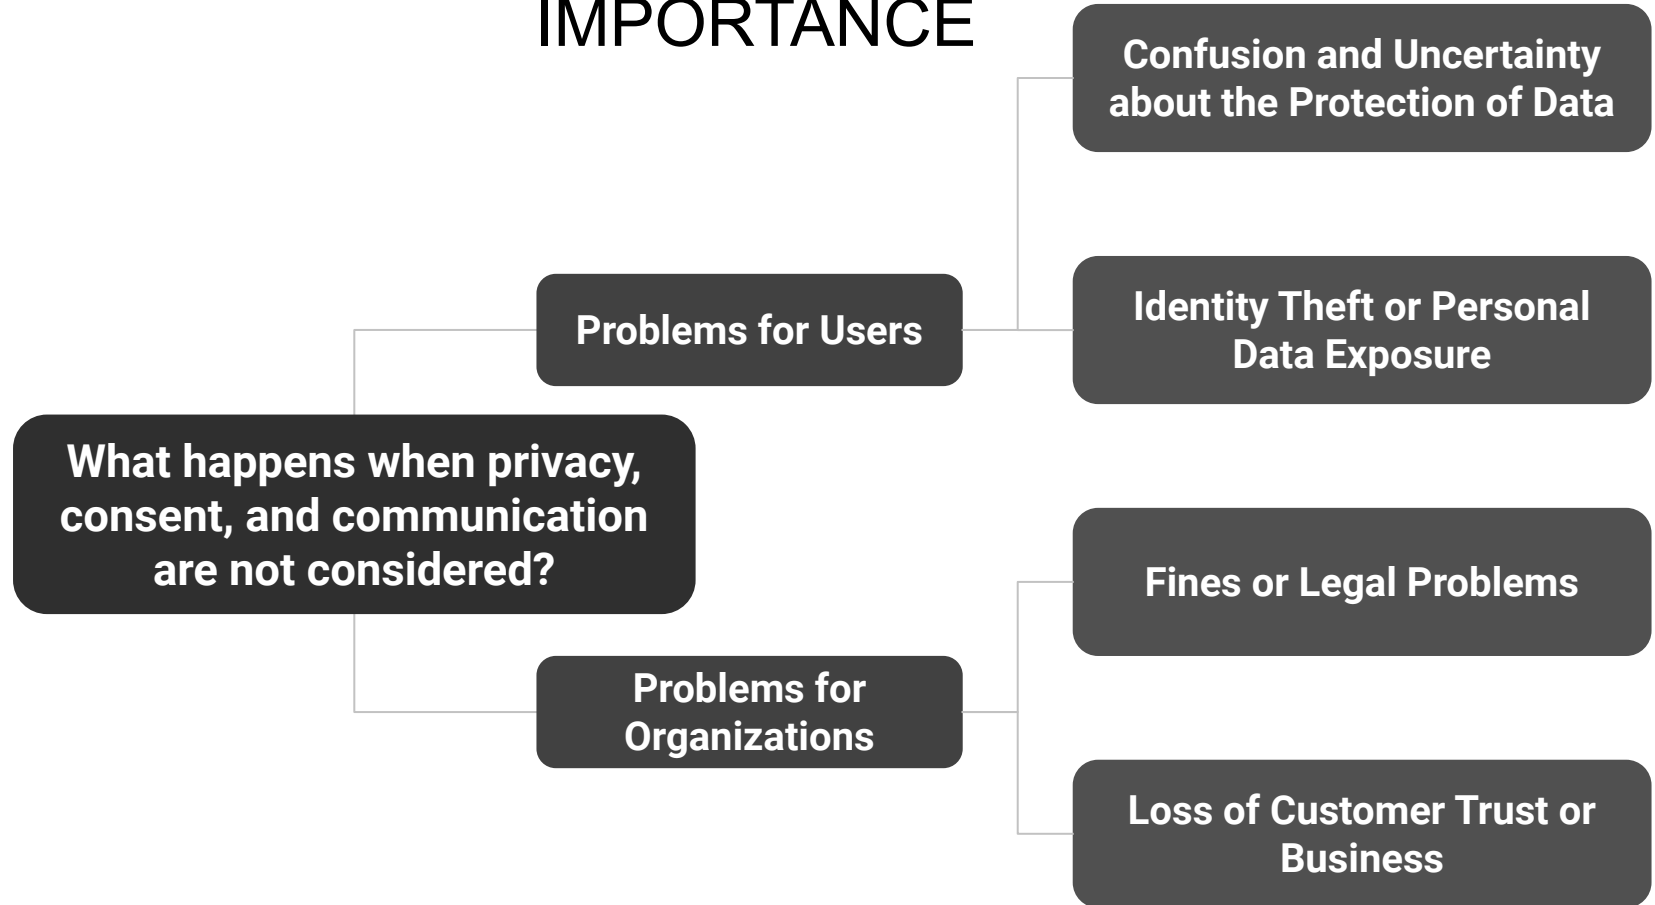 IMPORTANCE
Confusion and Uncertainty
about the Protection of Data
Problems for Users
Identity Theft or Personal
Data Exposure
What happens when privacy,
consent, and communication
are not considered?
Fines or Legal Problems
Problems for
Organizations
Loss of Customer Trust or
Business